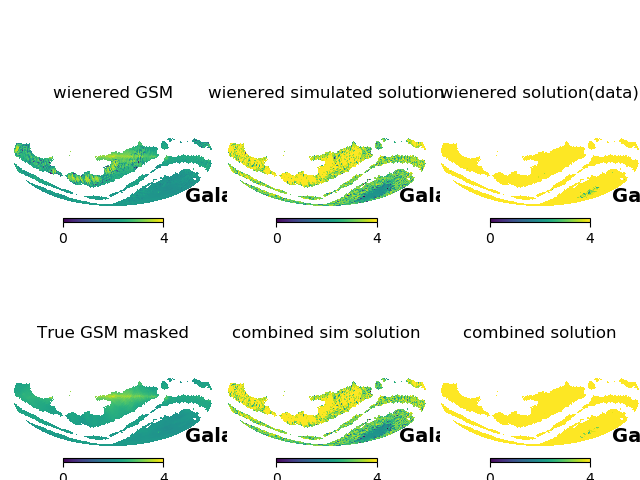 wienered GSM
wienered simulated solution
wienered solution(data)
Gala
Gala
Ga
0 4
0 4
0 4
True GSM masked
combined sim solution
combined solution
Gala
Gala
Ga
0 4
0 4
0 4